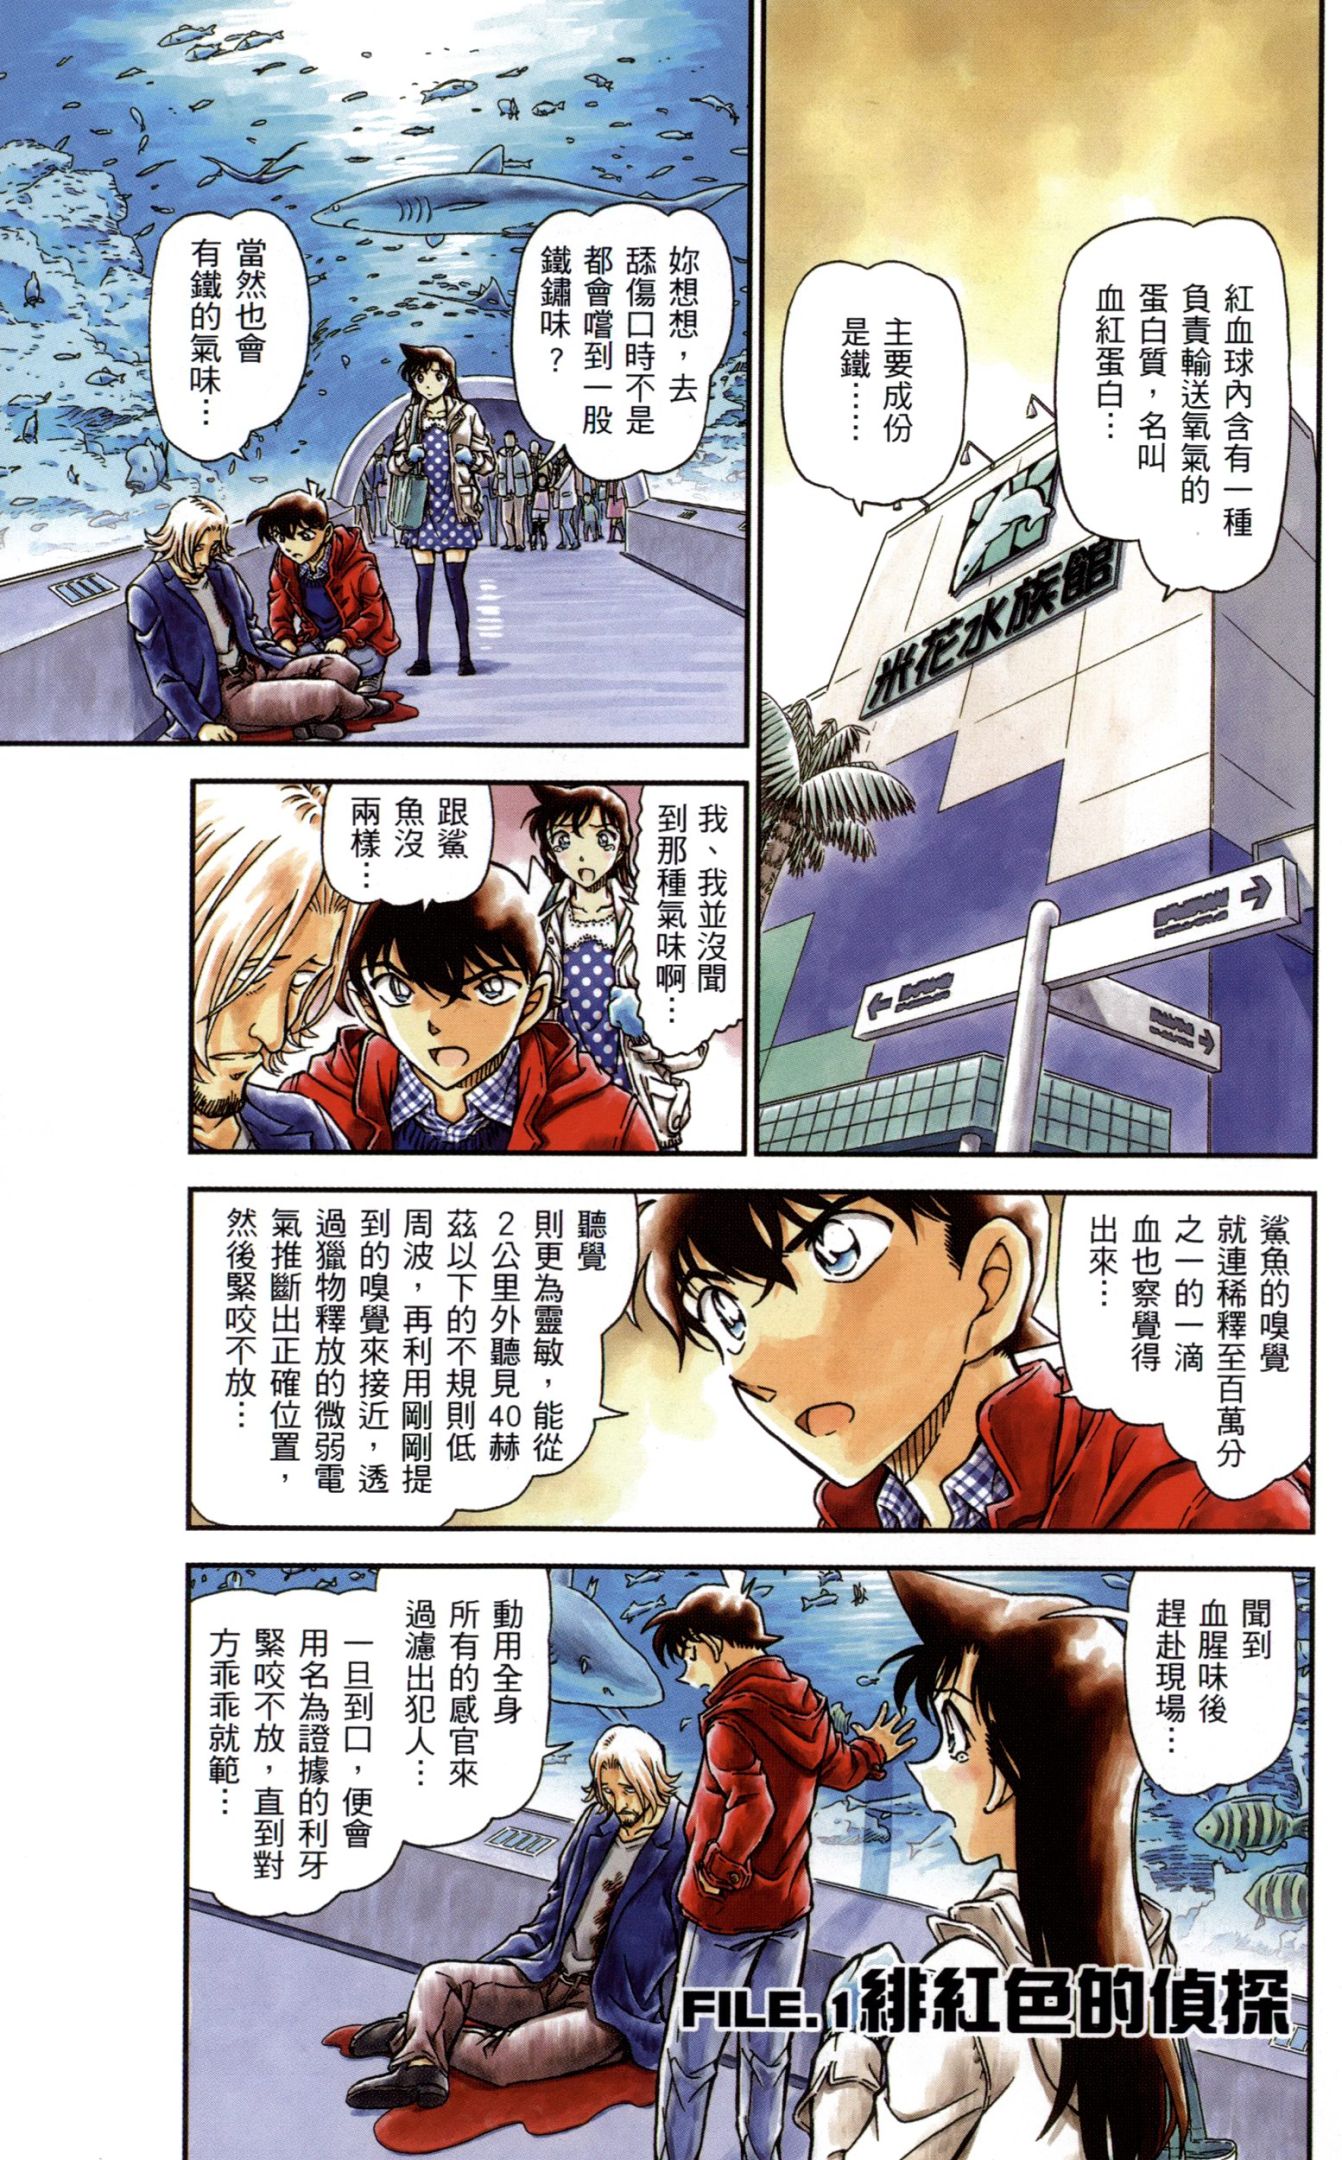 紅血球內含有一種
負責輸送氧氣的
蛋白質，名叫
血紅蛋白…
主要成份
是鐵……
米花水族館
妳想想，去
舔傷口時不是
都會嚐到一股
鐵鏽味？
當然也會
有鐵的氣味…
我、我並沒聞
到那種氣味啊…
跟鯊
魚沒
兩樣…
鯊魚的嗅覺
就連稀釋至百萬分
之一的一滴
血也察覺得
出來…
聽覺
則更為靈敏，能從
2公里外聽見40赫
茲以下的不規則低
周波，再利用剛剛提
到的嗅覺來接近，透
過獵物釋放的微弱電
氣推斷出正確位置，
然後緊咬不放…
聞到
血腥味後
趕赴現場…
動用全身
所有的感官來
過濾出犯人…
一旦到口，便會
用名為證據的利牙
緊咬不放，直到對
方乖乖就範…
FILE.1緋紅色的偵探